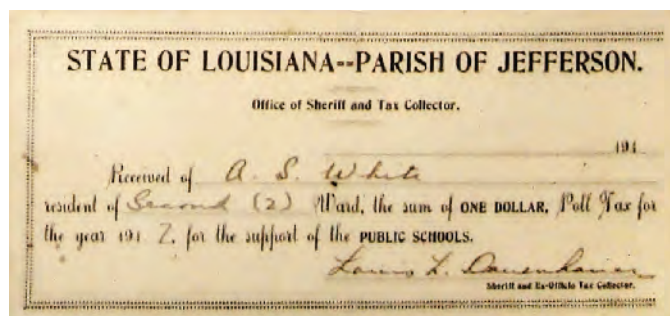 STATE OF LOUISIANA--PARISH OF JEFFERSON.
Office of Sheriff and Tax Collector.
191
Received of A. S. White
resident of Second (2) Ward, the sum of ONE DOLLAR, Poll Tax for
the year 191 2, for the support of the PUBLIC SCHOOLS.
Louis L.
Sheriff and Ex-Officio Tax Collector.